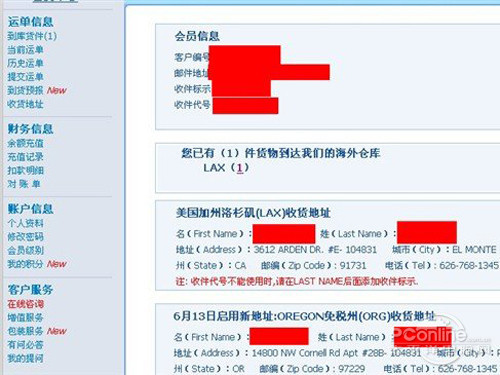 运单信息
到库货件(1)
当前运单
历史运单
提交运单
到货预报 New
收货地址
财务信息
余额充值
充值记录
扣款明细
对 账 单
账户信息
个人资料
修改密码
会员级别
我的积分 New
客户服务
在线咨询
增值服务
包装服务 New
有问必答
我的提问
会员信息
客户编号
邮件地址
收件标示
收件代号
您已有（1）件货物到达我们的海外仓库
LAX（1）
美国加州洛杉矶(LAX)收货地址
名(First Name)： 姓(Last Name)：
地址(Address)：3612 ARDEN DR. #E- 104831 城市(City)：EL MONTE
州(State)：CA 邮编(Zip Code)：91731 电话(Tel)：626-768-1345
注: 收件代号不能使用时,请在LAST NAME后面添加收件标示.
6月13日启用新地址:OREGON免税州(ORG)收货地址
名(First Name)： 姓(Last Name)：
地址(Address)：14800 NW Cornell Rd Apt #28B- 104831 城市(City)
州(State)：OR 邮编(Zip Code)：97229 电话(Tel)：626-768-1345
PConline